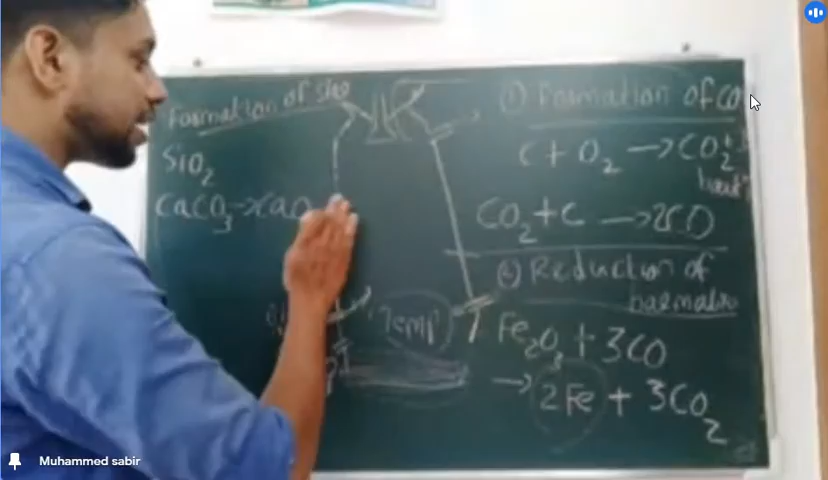 Formation of slag
SiO2
CaCO3→CaO
Temp
(1) Formation of CO
C + O2 → CO2 +
heat
CO2 + C → 2CO
(2) Reduction of
haematite
Fe2O3 + 3CO
→ 2Fe + 3CO2
Muhammed sabir